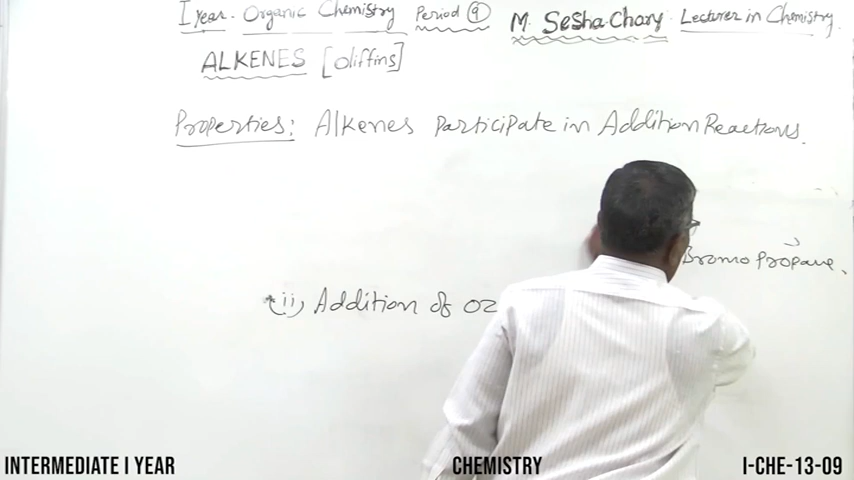 I year. Organic Chemistry Period 9 M. Sesha Chary Lecturer in Chemistry.
ALKENES [Oliffins]
Properties: Alkenes Participate in Addition Reactions.
Bromo Propane.
*(ii) Addition of OZ
INTERMEDIATE I YEAR CHEMISTRY I-CHE-13-09